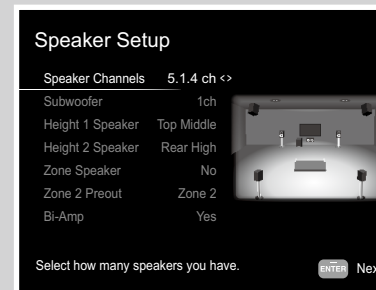 Speaker Setup
Speaker Channels 5.1.4 ch <>
Subwoofer 1ch
Height 1 Speaker Top Middle
Height 2 Speaker Rear High
Zone Speaker No
Zone 2 Preout Zone 2
Bi-Amp Yes
Select how many speakers you have.
ENTER